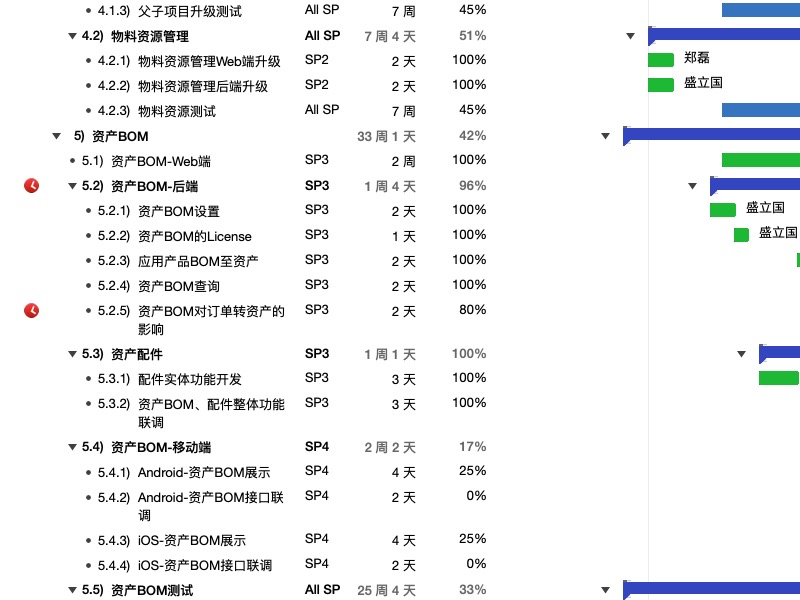 4.1.3) 父子项目升级测试 All SP 7 周 45%
4.2) 物料资源管理 All SP 7 周 4 天 51%
4.2.1) 物料资源管理Web端升级 SP2 2 天 100% 郑磊
4.2.2) 物料资源管理后端升级 SP2 2 天 100% 盛立国
4.2.3) 物料资源测试 All SP 7 周 45%
5) 资产BOM 33 周 1 天 42%
5.1) 资产BOM-Web端 SP3 2 周 100%
5.2) 资产BOM-后端 SP3 1 周 4 天 96%
5.2.1) 资产BOM设置 SP3 2 天 100% 盛立国
5.2.2) 资产BOM的License SP3 1 天 100% 盛立国
5.2.3) 应用产品BOM至资产 SP3 2 天 100%
5.2.4) 资产BOM查询 SP3 2 天 100%
5.2.5) 资产BOM对订单转资产的 SP3 2 天 80%
影响
5.3) 资产配件 SP3 1 周 1 天 100%
5.3.1) 配件实体功能开发 SP3 3 天 100%
5.3.2) 资产BOM、配件整体功能 SP3 3 天 100%
联调
5.4) 资产BOM-移动端 SP4 2 周 2 天 17%
5.4.1) Android-资产BOM展示 SP4 4 天 25%
5.4.2) Android-资产BOM接口联 SP4 2 天 0%
调
5.4.3) iOS-资产BOM展示 SP4 4 天 25%
5.4.4) iOS-资产BOM接口联调 SP4 2 天 0%
5.5) 资产BOM测试 All SP 25 周 4 天 33%